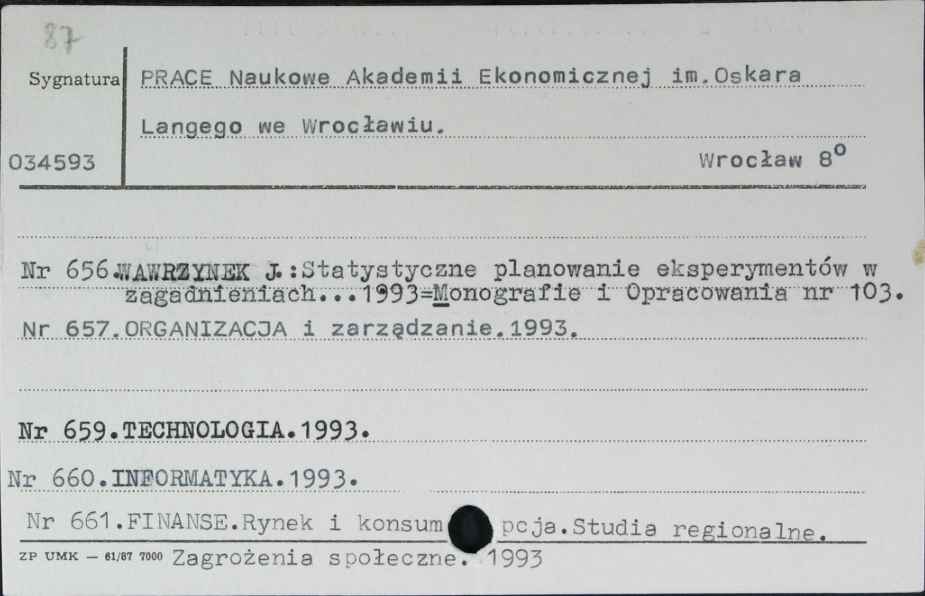 87
Sygnatura PRACE Naukowe Akademii Ekonomicznej im.Oskara
Langego we Wrocławiu.
034593 Wrocław 8°
Nr 656.WAWRZYNEK J.:Statystyczne planowanie eksperymentów w
zagadnieniach...1993=Monografie i Opracowania nr 103.
Nr 657.ORGANIZACJA i zarządzanie.1993.
Nr 659.TECHNOLOGIA.1993.
Nr 660.INFORMATYKA.1993.
Nr 661.FINANSE.Rynek i konsum pcja.Studia regionalne.
ZP UMK — 61/87 7000 Zagrożenia społeczne. 1993